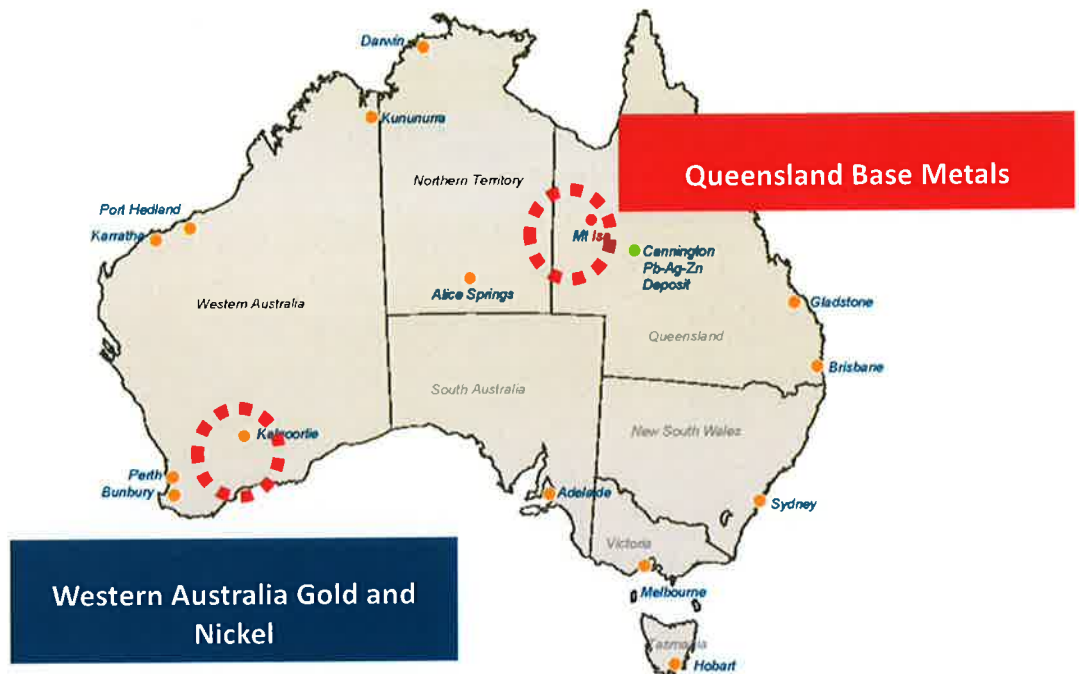 Darwin
Kununurra
Queensland Base Metals
Northern Territory
Port Hedland
Karratha
Mt Isa
Cannington
Pb-Ag-Zn
Deposit
Alice Springs
Western Australia
Gladstone
Queensland
Brisbane
South Australia
New South Wales
Kalgoorlie
Perth
Bunbury
Adelaide
Sydney
Victoria
Melbourne
Western Australia Gold and
Nickel
Tasmania
Hobart